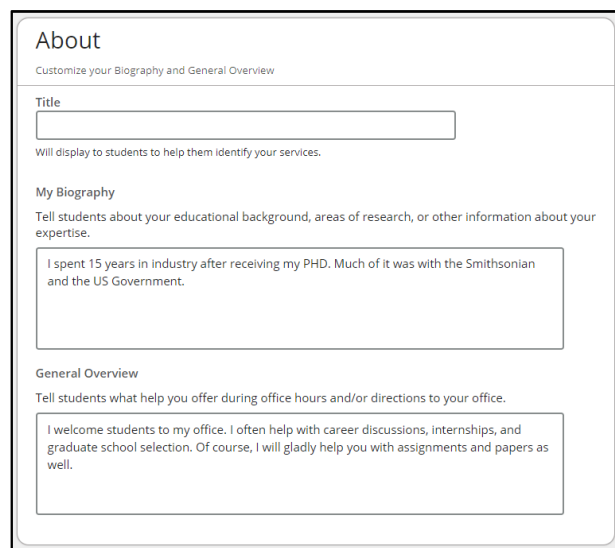 About
Customize your Biography and General Overview
Title
Will display to students to help them identify your services.
My Biography
Tell students about your educational background, areas of research, or other information about your
expertise.
I spent 15 years in industry after receiving my PHD. Much of it was with the Smithsonian
and the US Government.
General Overview
Tell students what help you offer during office hours and/or directions to your office.
I welcome students to my office. I often help with career discussions, internships, and
graduate school selection. Of course, I will gladly help you with assignments and papers as
well.